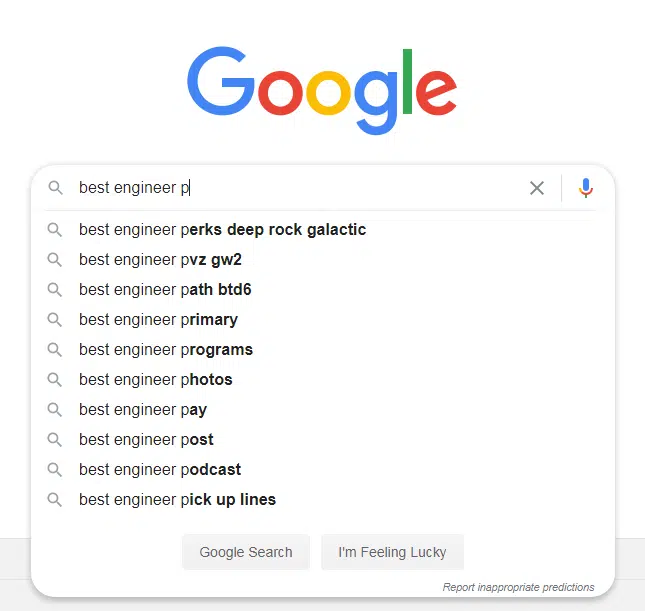 Google
best engineer p
best engineer perks deep rock galactic
best engineer pvz gw2
best engineer path btd6
best engineer primary
best engineer programs
best engineer photos
best engineer pay
best engineer post
best engineer podcast
best engineer pick up lines
Google Search I'm Feeling Lucky
Report inappropriate predictions